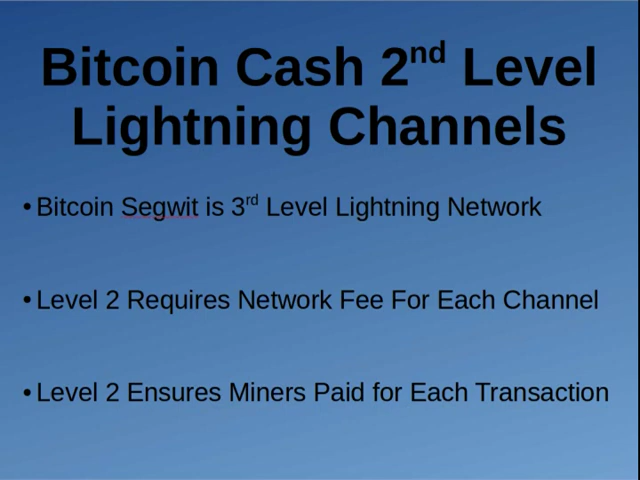 Bitcoin Cash 2nd Level
Lightning Channels
• Bitcoin Segwit is 3rd Level Lightning Network
• Level 2 Requires Network Fee For Each Channel
• Level 2 Ensures Miners Paid for Each Transaction